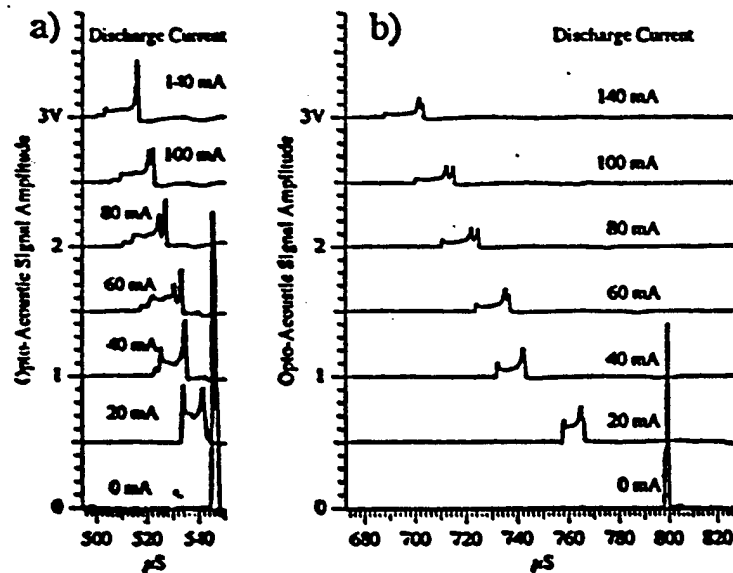 a)
Discharge Current
140 mA
100 mA
80 mA
60 mA
40 mA
20 mA
0 mA
3V
2
1
0
Opto-Acoustic Signal Amplitude
500 520 540
µS
b)
Discharge Current
140 mA
100 mA
80 mA
60 mA
40 mA
20 mA
0 mA
3V
2
1
0
Opto-Acoustic Signal Amplitude
680 700 720 740 760 780 800 820
µS